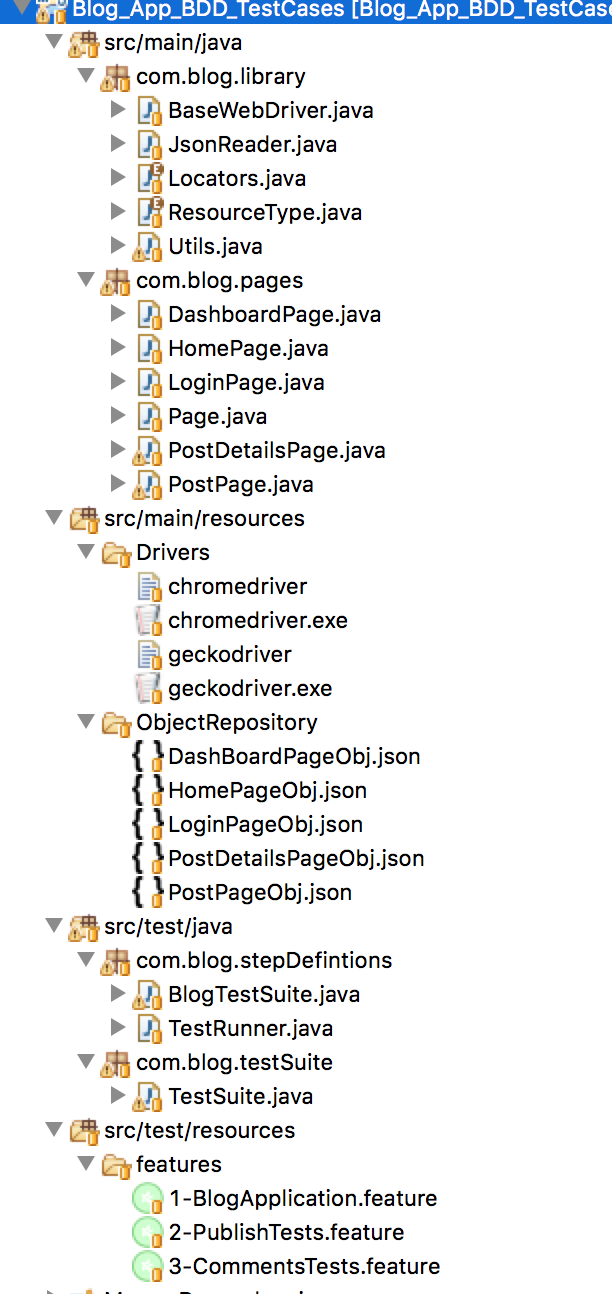 Blog_App_BDD_TestCases [Blog_App_BDD_TestCase
src/main/java
com.blog.library
BaseWebDriver.java
JsonReader.java
Locators.java
ResourceType.java
Utils.java
com.blog.pages
DashboardPage.java
HomePage.java
LoginPage.java
Page.java
PostDetailsPage.java
PostPage.java
src/main/resources
Drivers
chromedriver
chromedriver.exe
geckodriver
geckodriver.exe
ObjectRepository
DashBoardPageObj.json
HomePageObj.json
LoginPageObj.json
PostDetailsPageObj.json
PostPageObj.json
src/test/java
com.blog.stepDefintions
BlogTestSuite.java
TestRunner.java
com.blog.testSuite
TestSuite.java
src/test/resources
features
1-BlogApplication.feature
2-PublishTests.feature
3-CommentsTests.feature